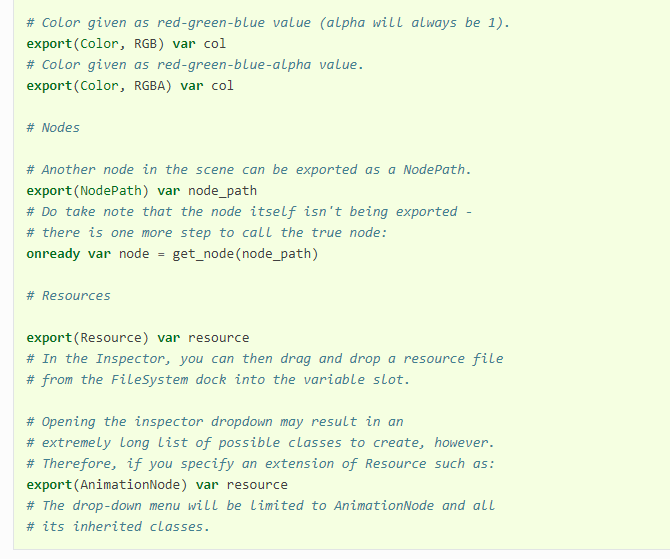 # Color given as red-green-blue value (alpha will always be 1).
export(Color, RGB) var col
# Color given as red-green-blue-alpha value.
export(Color, RGBA) var col
# Nodes
# Another node in the scene can be exported as a NodePath.
export(NodePath) var node_path
# Do take note that the node itself isn't being exported -
# there is one more step to call the true node:
onready var node = get_node(node_path)
# Resources
export(Resource) var resource
# In the Inspector, you can then drag and drop a resource file
# from the FileSystem dock into the variable slot.
# Opening the inspector dropdown may result in an
# extremely long list of possible classes to create, however.
# Therefore, if you specify an extension of Resource such as:
export(AnimationNode) var resource
# The drop-down menu will be limited to AnimationNode and all
# its inherited classes.